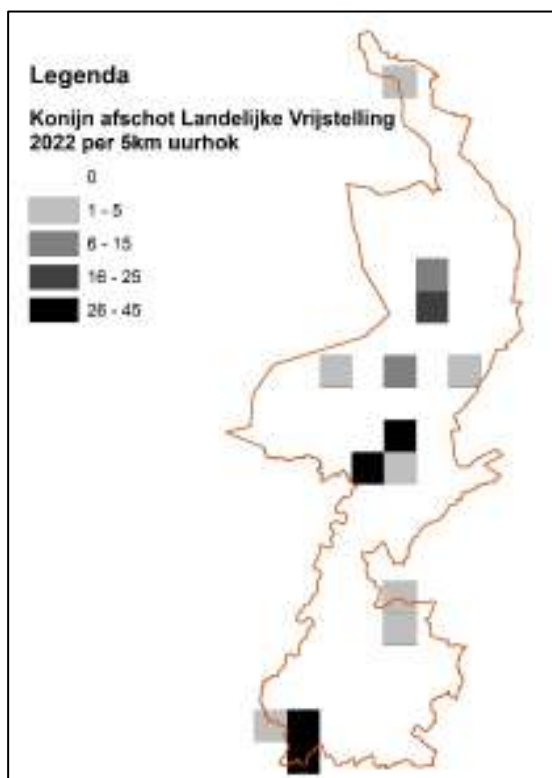 Legenda
Konijn afschot Landelijke Vrijstelling
2022 per 5km uurhok
0
1 - 5
6 - 15
16 - 25
26 - 45